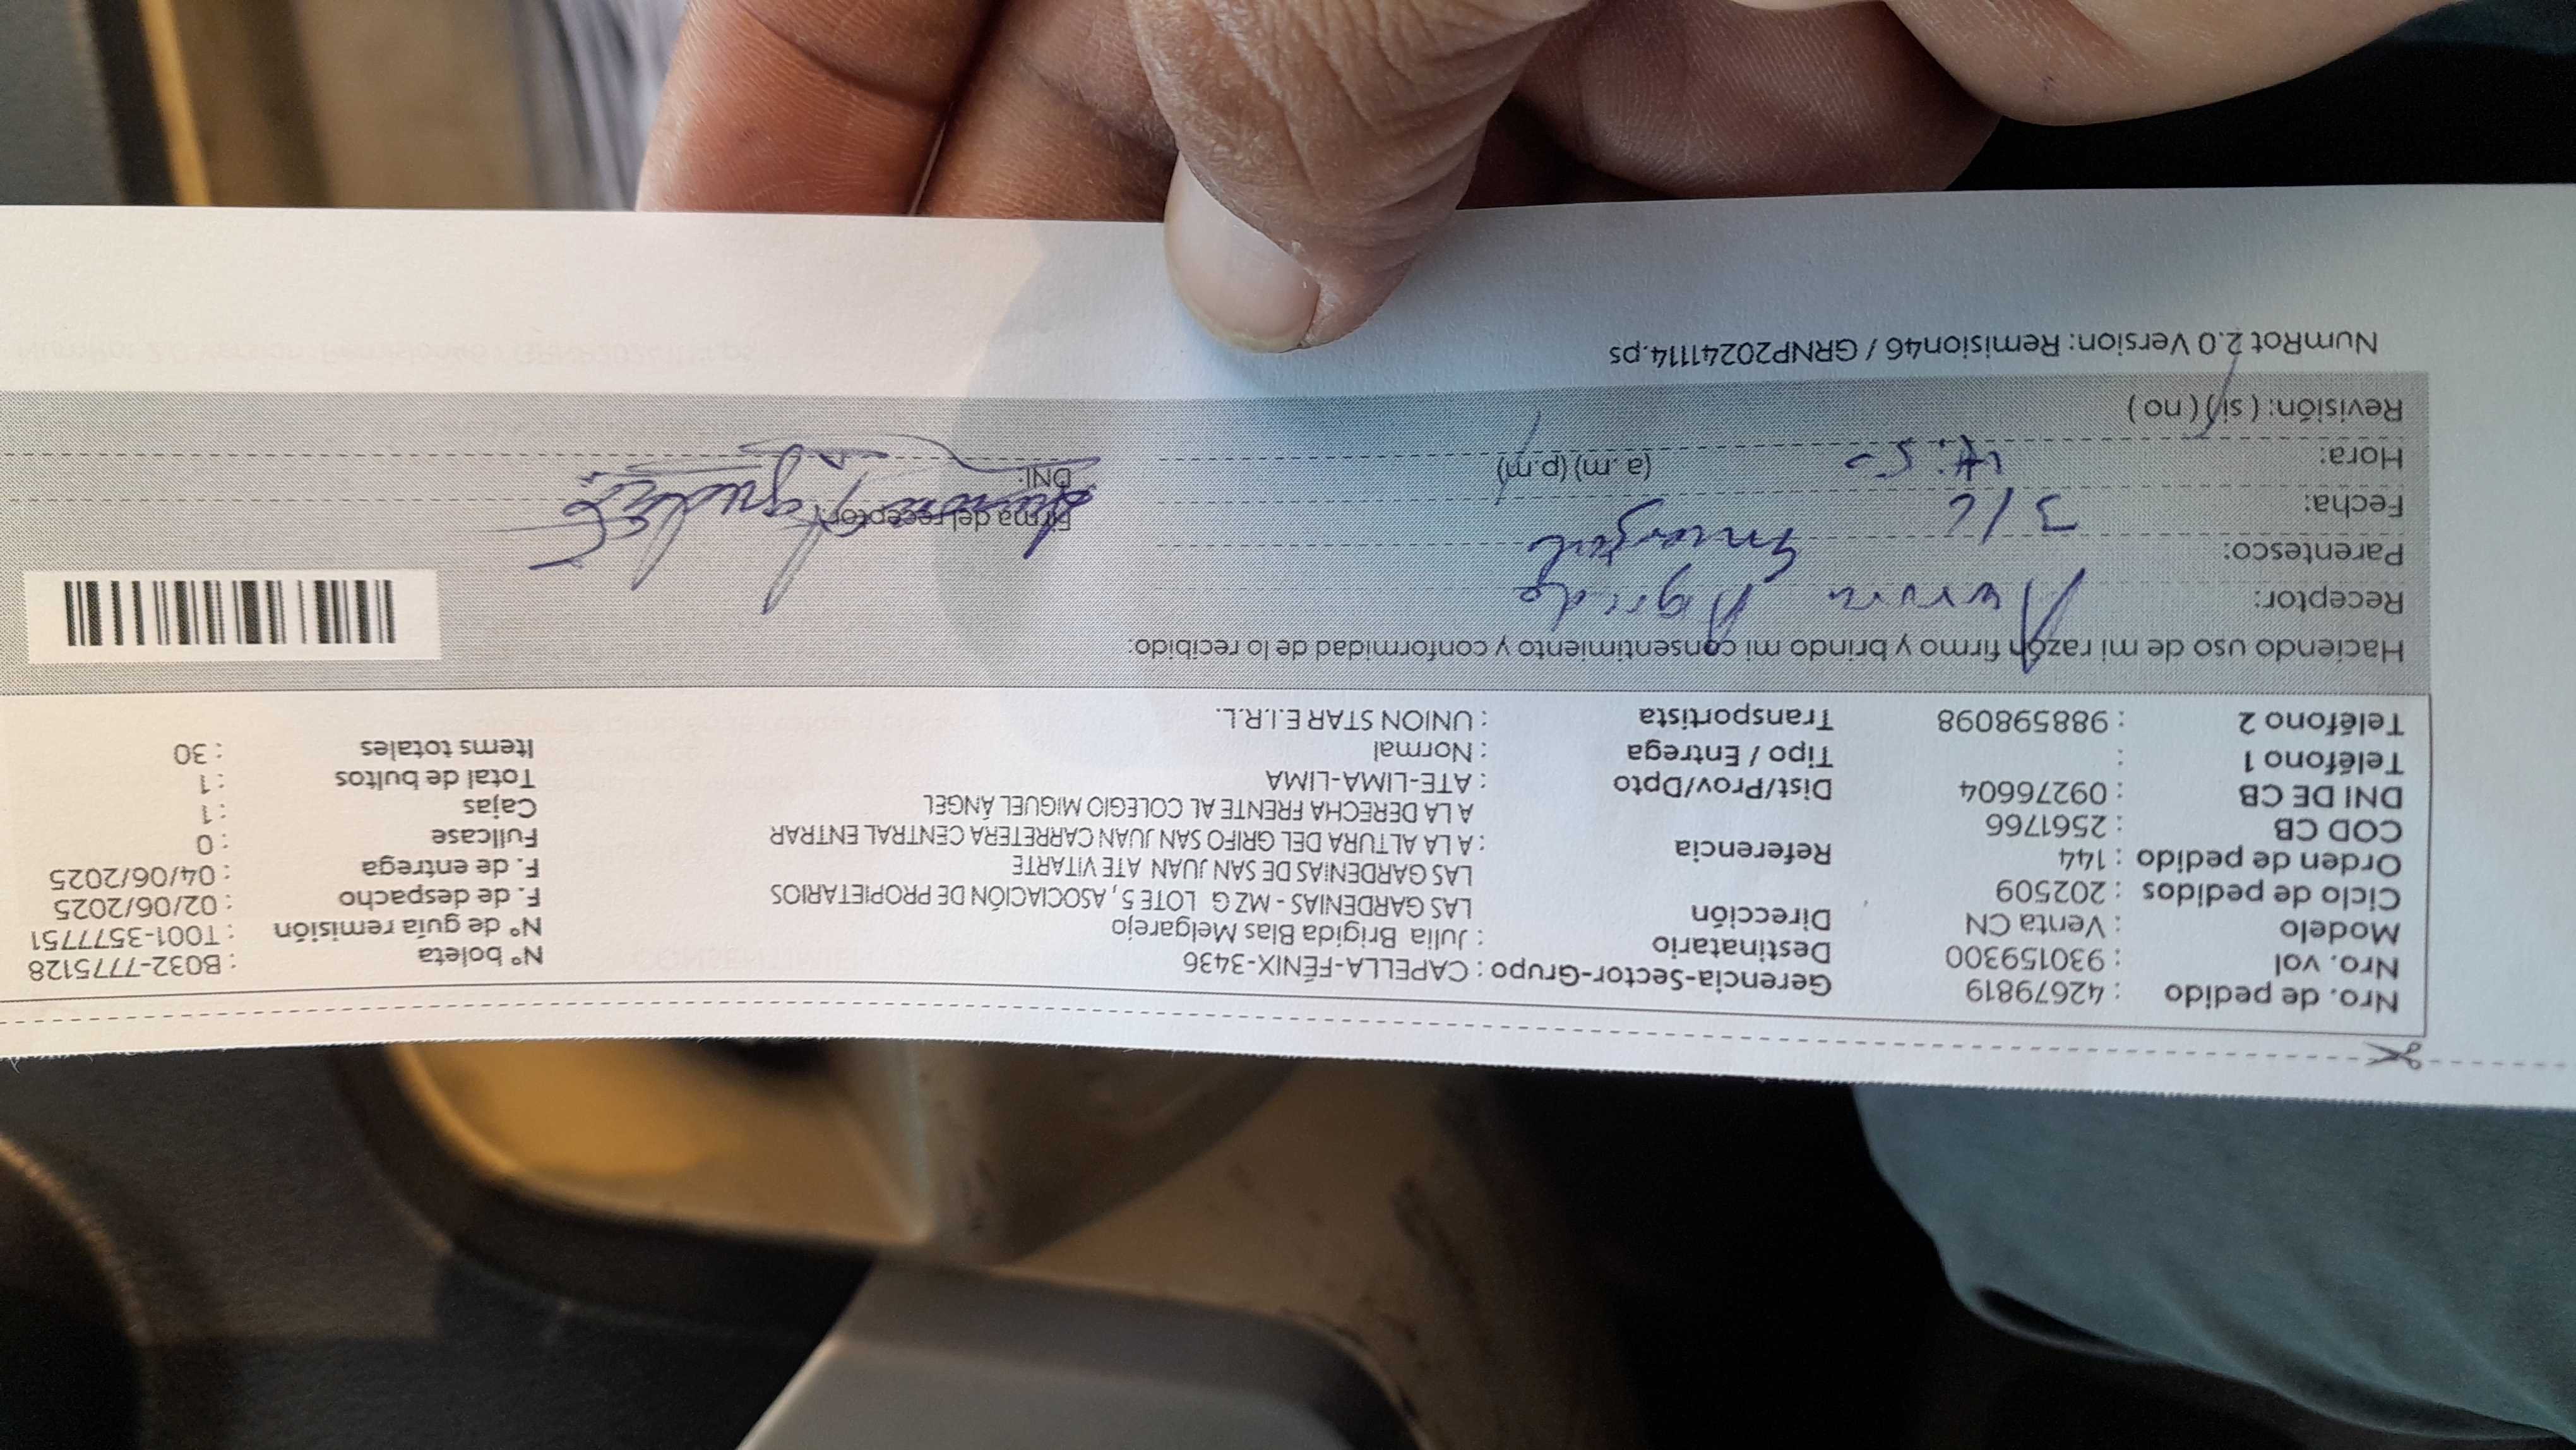 Nro. de pedido : 42679819 Gerencia-Sector-Grupo : CAPELLA-FÉNIX-3436 N° boleta : B032-7775128
Nro. vol : 930159300 Destinatario : Julia Brigida Blas Melgarejo N° de guía remisión : T001-3577751
Modelo : Venta CN Dirección LAS GARDENIAS - MZ G LOTE 5, ASOCIACIÓN DE PROPIETARIOS F. de despacho : 02/06/2025
Ciclo de pedidos : 202509 LAS GARDENIAS DE SAN JUAN ATE VITARTE F. de entrega : 04/06/2025
Orden de pedido : 144 Referencia : A LA ALTURA DEL GRIFO SAN JUAN CARRETERA CENTRAL ENTRAR Fullcase : 0
COD CB : 2561766 A LA DERECHA FRENTE AL COLEGIO MIGUEL ÁNGEL Cajas : 1
DNI DE CB : 09276604 Dist/Prov/Dpto : ATE-LIMA-LIMA Total de bultos : 1
Teléfono 1 : Tipo / Entrega : Normal Items totales : 30
Teléfono 2 : 988598098 Transportista : UNION STAR E.I.R.L.
Haciendo uso de mi razón firmo y brindo mi consentimiento y conformidad de lo recibido:
Receptor:
Parentesco:
Firma del receptor:
Fecha: 3/6
DNI:
Hora: (a.m) (p.m)
Revisión: ( si ) ( no )
NumRot 2.0 Version: Remision46 / GRNP20241114.ps